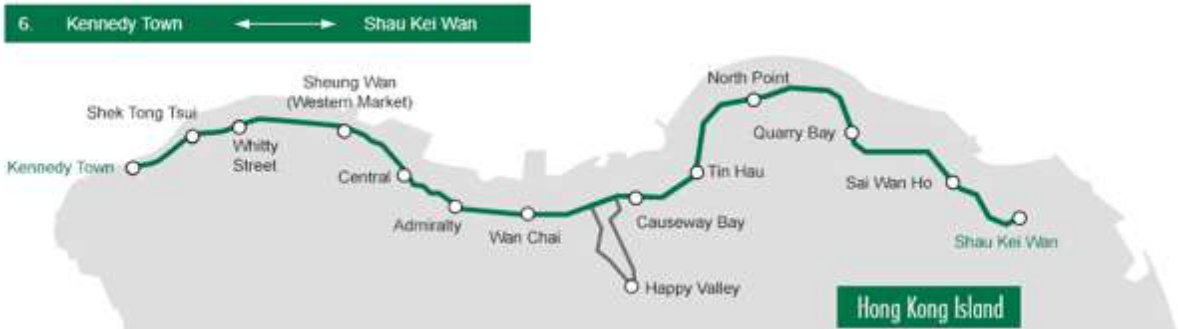 6. Kennedy Town Shau Kei Wan
Kennedy Town
Shek Tong Tsui
Whitty
Street
Sheung Wan
(Western Market)
Central
Admiralty
Wan Chai
Happy Valley
Causeway Bay
Tin Hau
North Point
Quarry Bay
Sai Wan Ho
Shau Kei Wan
Hong Kong Island